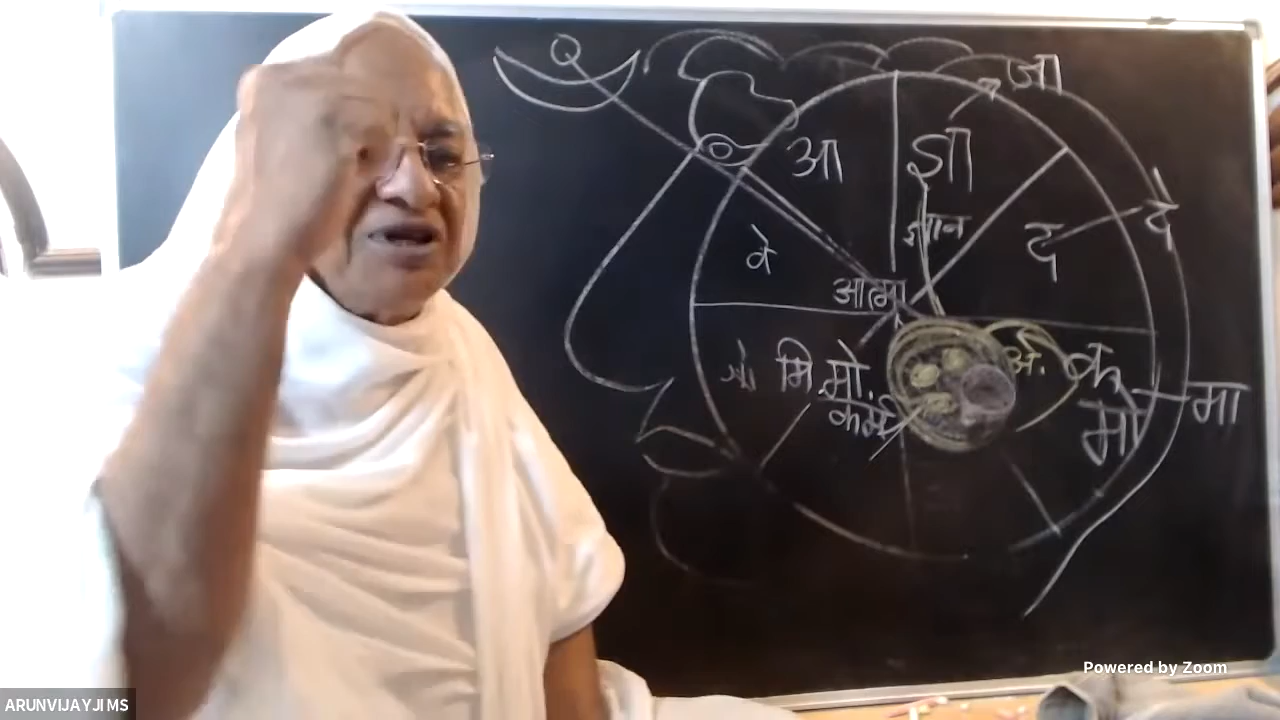 जा
आ
ज्ञा
ज्ञान
वे
द
दे
आत्मा
मि.
मो.
कर्म
अं.
क
मो
मा
Powered by Zoom
ARUNVIJAYJI MS